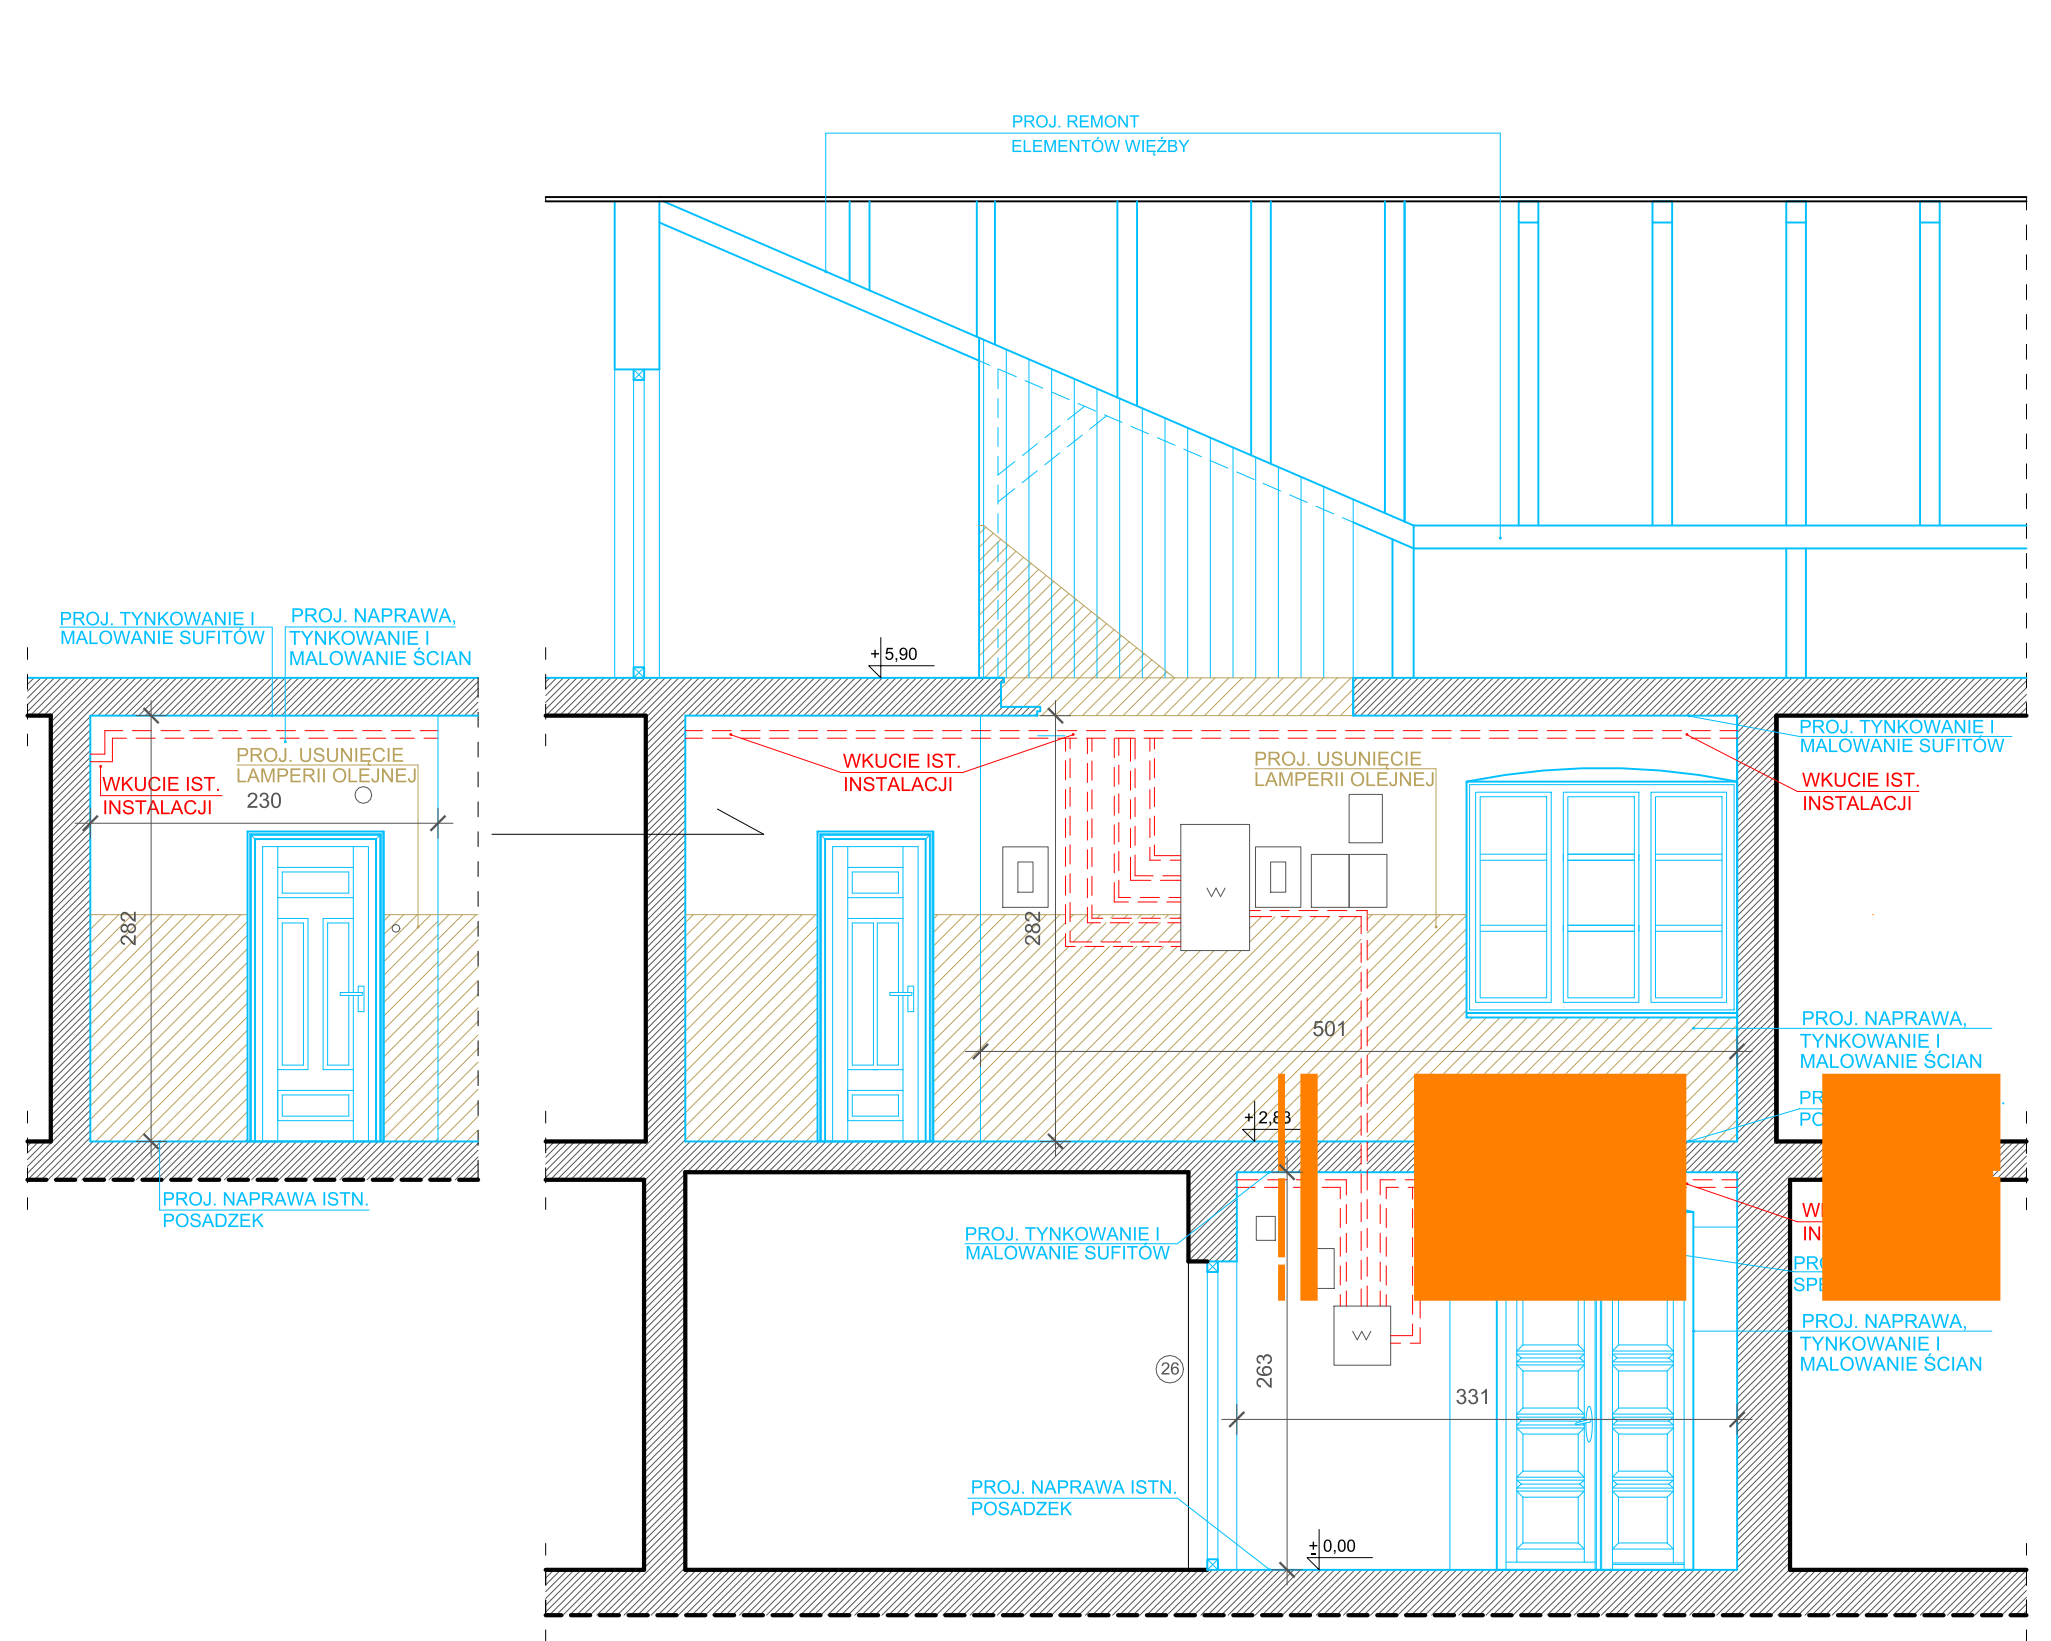 PROJ. REMONT
ELEMENTÓW WIĘŹBY
PROJ. TYNKOWANIE I
MALOWANIE SUFITÓW
PROJ. NAPRAWA,
TYNKOWANIE I
MALOWANIE ŚCIAN
+ 5,90
PROJ. USUNIĘCIE
LAMPERII OLEJNEJ
WKUCIE IST.
INSTALACJI
230
282
PROJ. NAPRAWA ISTN.
POSADZEK
WKUCIE IST.
INSTALACJI
PROJ. USUNIĘCIE
LAMPERII OLEJNEJ
PROJ. TYNKOWANIE I
MALOWANIE SUFITÓW
WKUCIE IST.
INSTALACJI
282
W
501
PROJ. NAPRAWA,
TYNKOWANIE I
MALOWANIE ŚCIAN
+ 2,83
PROJ. TYNKOWANIE I
MALOWANIE SUFITÓW
W
26
263
331
PROJ. NAPRAWA,
TYNKOWANIE I
MALOWANIE ŚCIAN
PROJ. NAPRAWA ISTN.
POSADZEK
± 0,00